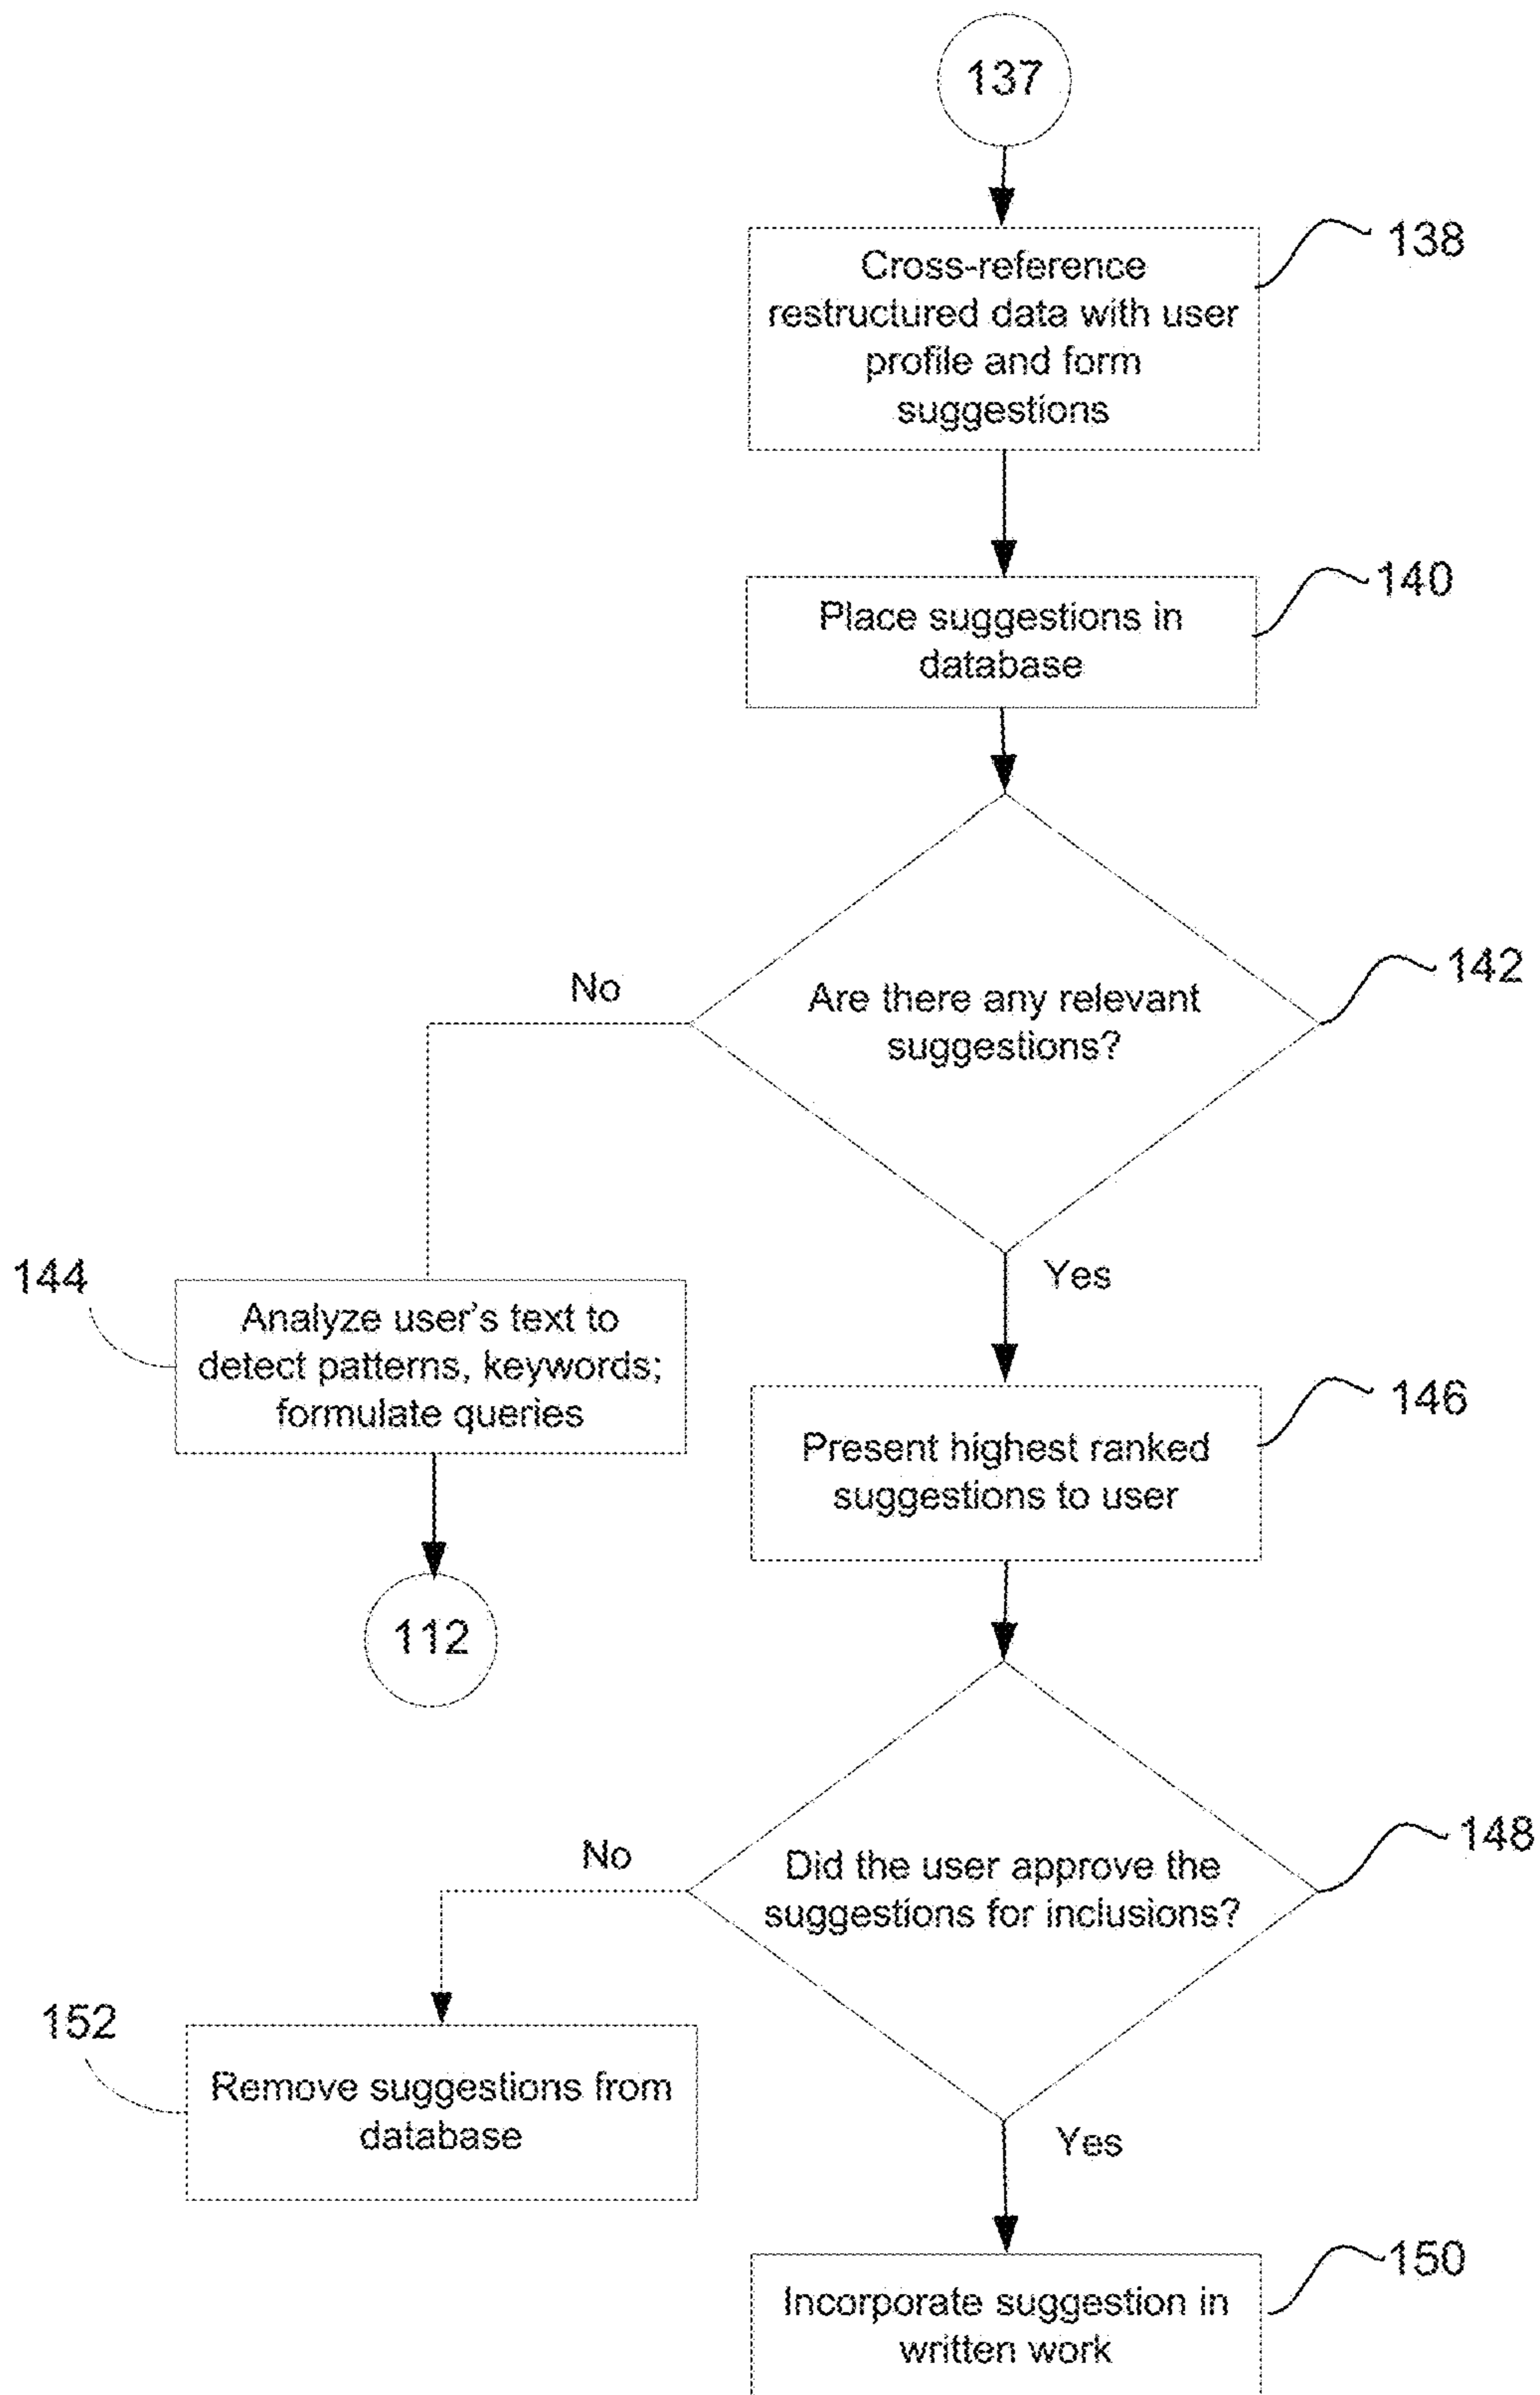 137
138
Cross-reference
restructured data with user
profile and form
suggestions
140
Place suggestions in
database
142
No
Are there any relevant
suggestions?
Yes
144
Analyze user's text to
detect patterns, keywords;
formulate queries
146
Present highest ranked
suggestions to user
112
148
No
Did the user approve the
suggestions for inclusions?
152
Remove suggestions from
database
Yes
150
Incorporate suggestion in
written work